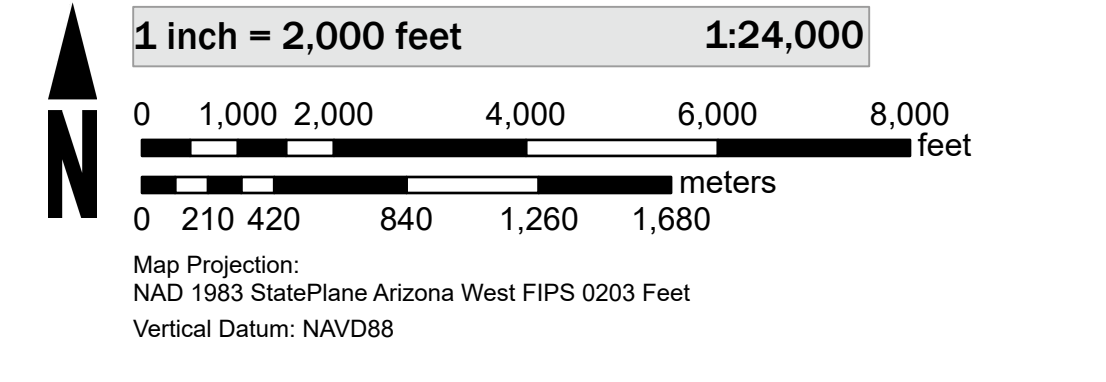 1 inch = 2,000 feet 1:24,000
0 1,000 2,000 4,000 6,000 8,000
feet
meters
0 210 420 840 1,260 1,680
N
Map Projection:
NAD 1983 StatePlane Arizona West FIPS 0203 Feet
Vertical Datum: NAVD88